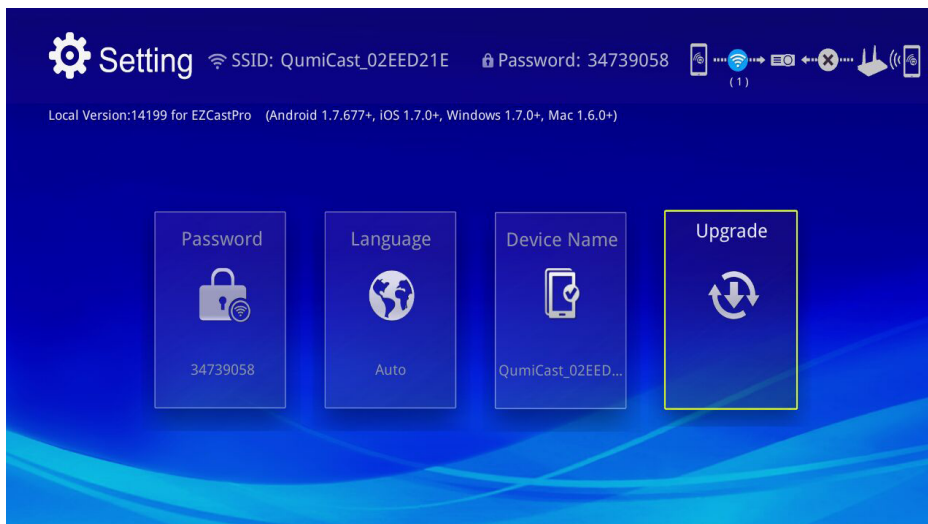 Setting SSID: QumiCast_02EED21E Password: 34739058
(1)
Local Version:14199 for EZCastPro (Android 1.7.677+, iOS 1.7.0+, Windows 1.7.0+, Mac 1.6.0+)
Password
34739058
Language
Auto
Device Name
QumiCast_02EED...
Upgrade